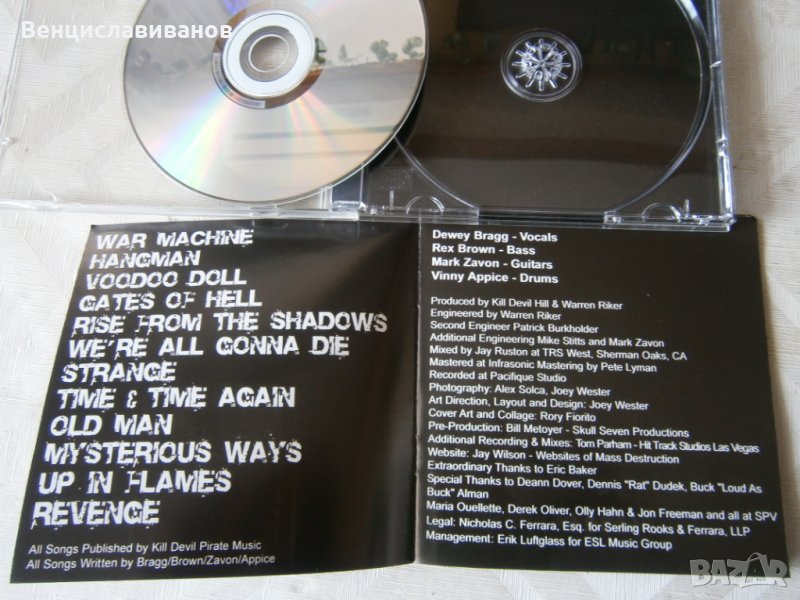 Венциславиванов
WAR MACHINE
HANGMAN
VOODOO DOLL
GATES OF HELL
RISE FROM THE SHADOWS
WE'RE ALL GONNA DIE
STRANGE
TIME & TIME AGAIN
OLD MAN
MYSTERIOUS WAYS
UP IN FLAMES
REVENGE
All Songs Published by Kill Devil Pirate Music
All Songs Written by Bragg/Brown/Zavon/Appice
Dewey Bragg - Vocals
Rex Brown - Bass
Mark Zavon - Guitars
Vinny Appice - Drums
Produced by Kill Devil Hill & Warren Riker
Engineered by Warren Riker
Second Engineer Patrick Burkholder
Additional Engineering Mike Stitts and Mark Zavon
Mixed by Jay Ruston at TRS West, Sherman Oaks, CA
Mastered at Infrasonic Mastering by Pete Lyman
Recorded at Pacifique Studio
Photography: Alex Solca, Joey Wester
Art Direction, Layout and Design: Joey Wester
Cover Art and Collage: Rory Fiorito
Pre-Production: Bill Metoyer - Skull Seven Productions
Additional Recording & Mixes: Tom Parham - Hit Track Studios Las Vegas
Website: Jay Wilson - Websites of Mass Destruction
Extraordinary Thanks to Eric Baker
Special Thanks to Deann Dover, Dennis "Rat" Dudek, Buck "Loud As
Buck" Alman
Maria Ouellette, Derek Oliver, Olly Hahn & Jon Freeman and all at SPV
Legal: Nicholas C. Ferrara, Esq. for Serling Rooks & Ferrara, LLP
Management: Erik Luftglass for ESL Music Group
BAZAR